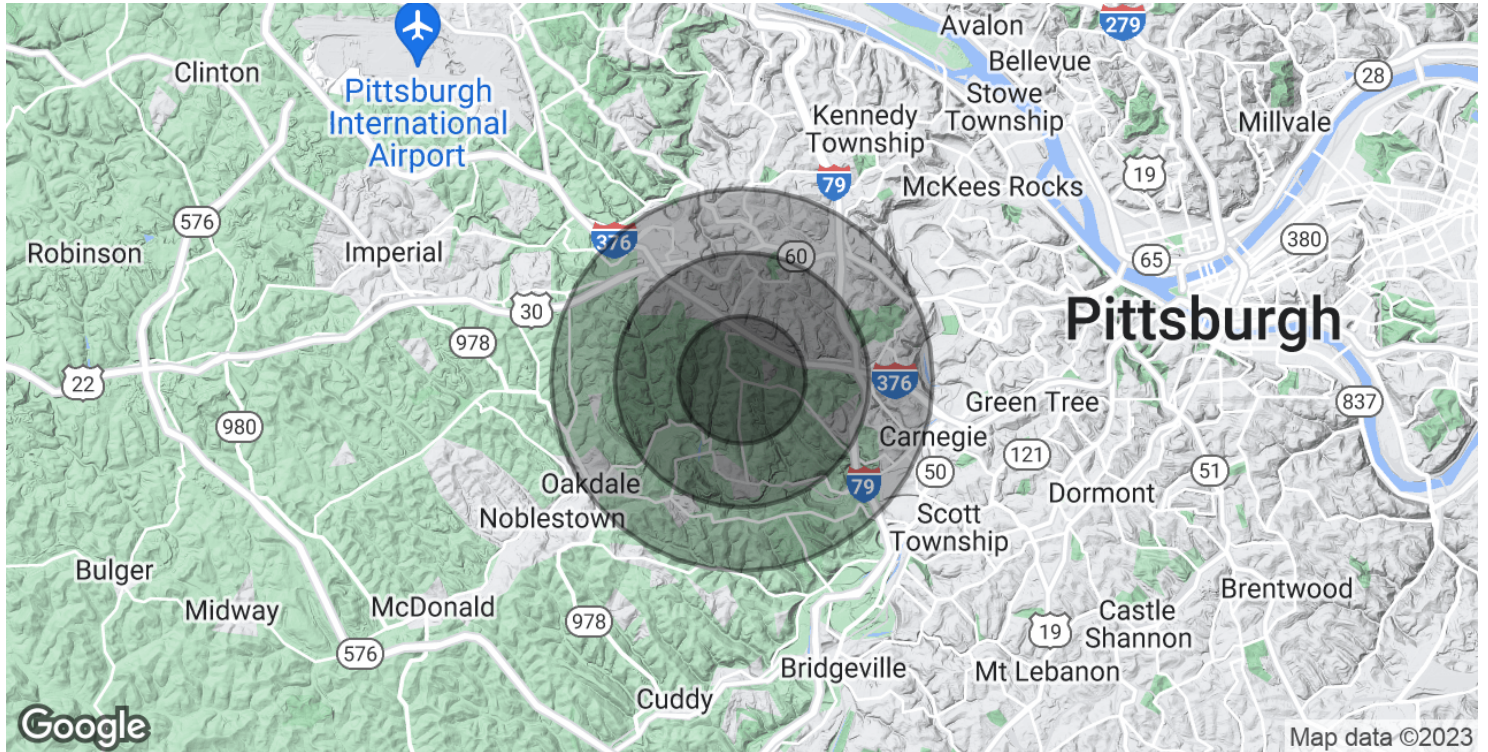 Avalon
279
Clinton
Bellevue
28
Pittsburgh
International
Airport
Stowe
Township
Kennedy
Township
Millvale
19
79
McKees Rocks
576
380
376
Robinson
Imperial
60
65
30
Pittsburgh
978
22
376
837
Green Tree
980
Carnegie
121
50
51
79
Oakdale
Dormont
Noblestown
Scott
Township
Bulger
Brentwood
Midway
McDonald
978
Castle
Shannon
19
576
Bridgeville
Mt Lebanon
Cuddy
Google
Map data ©2023